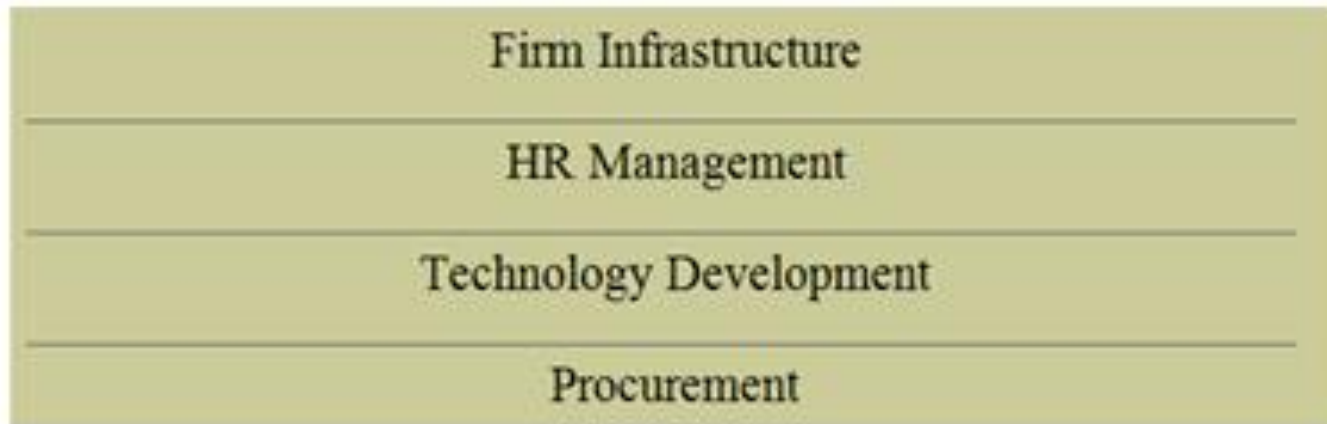 Firm Infrastructure
HR Management
Technology Development
Procurement